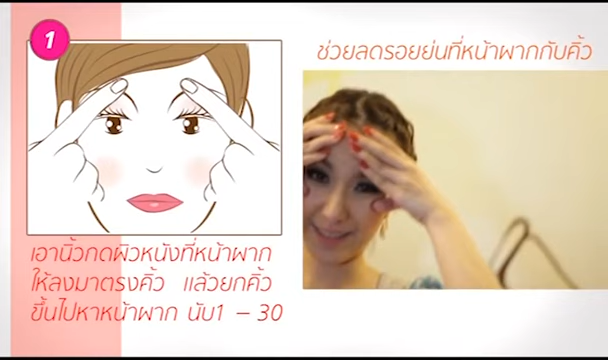 1
ช่วยลดรอยย่นที่หน้าผากกับคิ้ว
เอานิ้วกดผิวหนังที่หน้าผาก
ให้ลงมาตรงคิ้ว แล้วยกคิ้ว
ขึ้นไปหาหน้าผาก นับ1 – 30